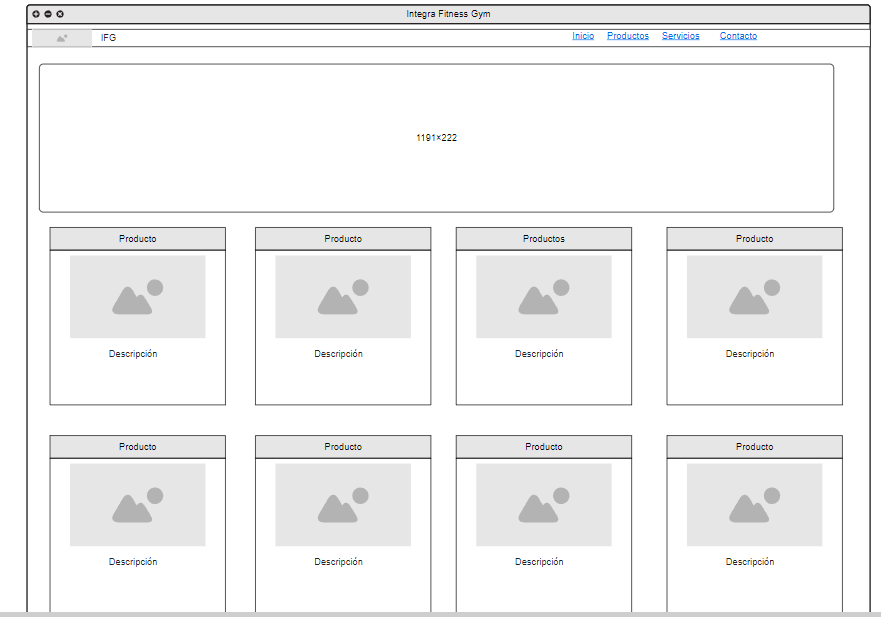 Integra Fitness Gym
IFG Inicio Productos Servicios Contacto
1191×222
Producto Producto Productos Producto
Descripción Descripción Descripción Descripción
Producto Producto Producto Producto
Descripción Descripción Descripción Descripción